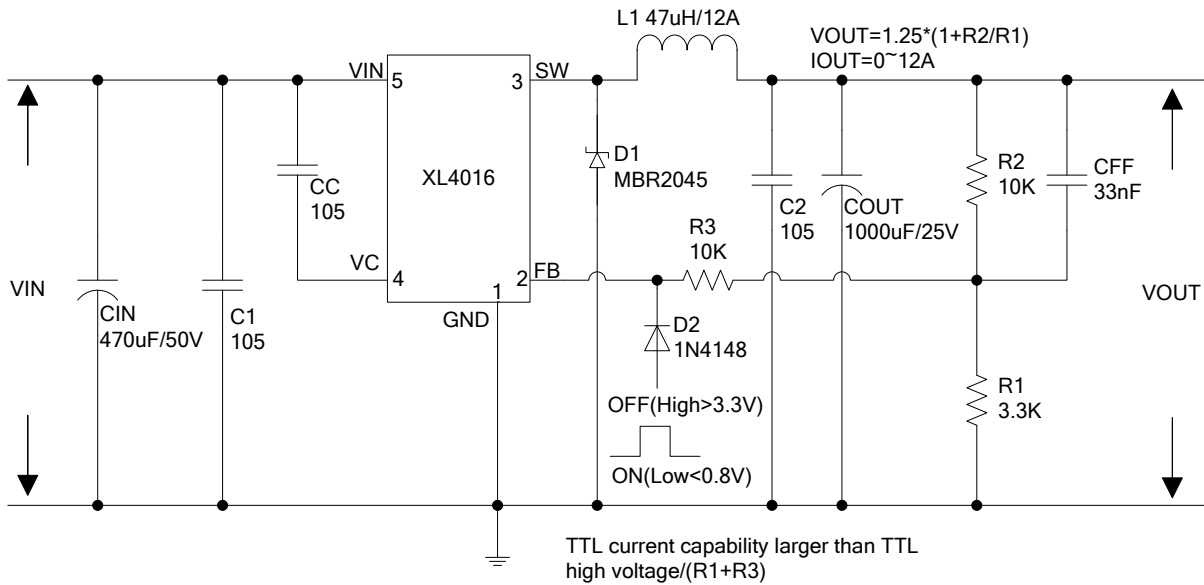 L1 47uH/12A
VOUT=1.25*(1+R2/R1)
IOUT=0~12A
VIN
5
3
SW
CC
105
XL4016
D1
MBR2045
R2
10K
CFF
33nF
C2
105
COUT
1000uF/25V
R3
10K
VC
4
2
FB
1
GND
VIN
CIN
470uF/50V
C1
105
D2
1N4148
VOUT
R1
3.3K
OFF(High>3.3V)
ON(Low<0.8V)
TTL current capability larger than TTL
high voltage/(R1+R3)